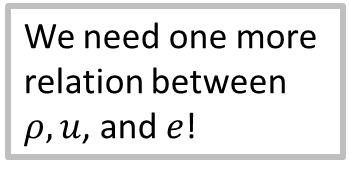 We need one more
relation between
ρ, u, and e!